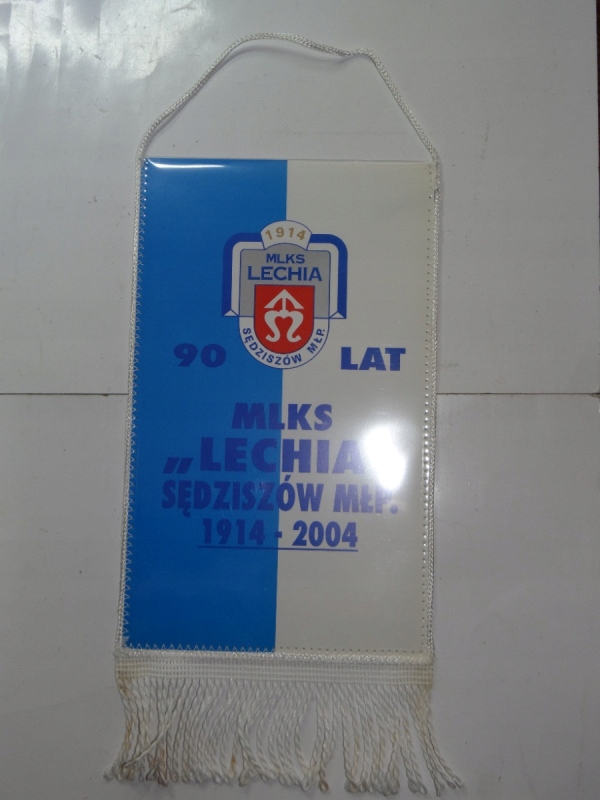 1914
MLKS
LECHIA
SĘDZISZÓW MŁP.
90 LAT
MLKS
„LECHIA”
SĘDZISZÓW MŁP.
1914 - 2004